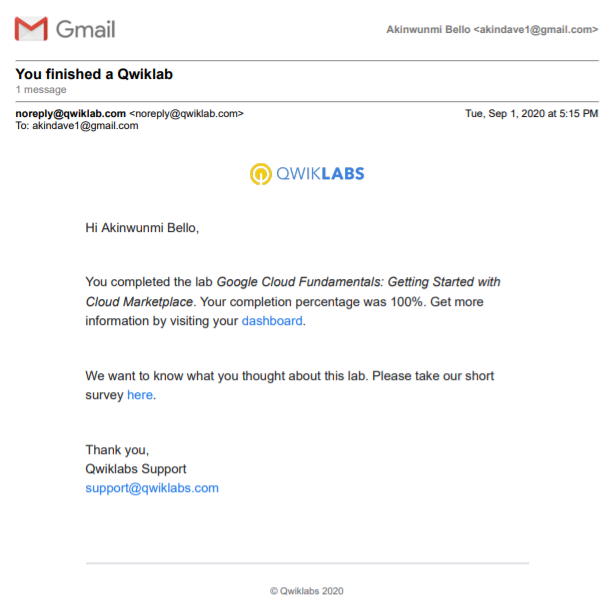 Gmail
Akinwunmi Bello <akindave1@gmail.com>
You finished a Qwiklab
1 message
noreply@qwiklab.com <noreply@qwiklab.com>
Tue, Sep 1, 2020 at 5:15 PM
To: akindave1@gmail.com
QWIKLABS
Hi Akinwunmi Bello,
You completed the lab Google Cloud Fundamentals: Getting Started with
Cloud Marketplace. Your completion percentage was 100%. Get more
information by visiting your dashboard.
We want to know what you thought about this lab. Please take our short
survey here.
Thank you,
Qwiklabs Support
support@qwiklabs.com
© Qwiklabs 2020